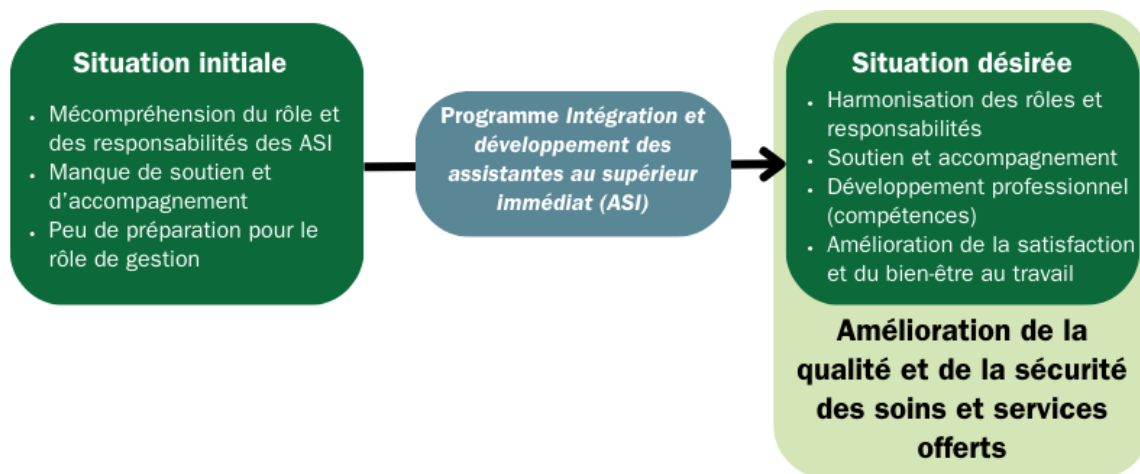 Situation initiale
• Mécompréhension du rôle et
des responsabilités des ASI
• Manque de soutien et
d'accompagnement
• Peu de préparation pour le
rôle de gestion
Programme Intégration et
développement des
assistantes au supérieur
immédiat (ASI)
Situation désirée
• Harmonisation des rôles et
responsabilités
• Soutien et accompagnement
• Développement professionnel
(compétences)
• Amélioration de la satisfaction
et du bien-être au travail
Amélioration de la
qualité et de la sécurité
des soins et services
offerts